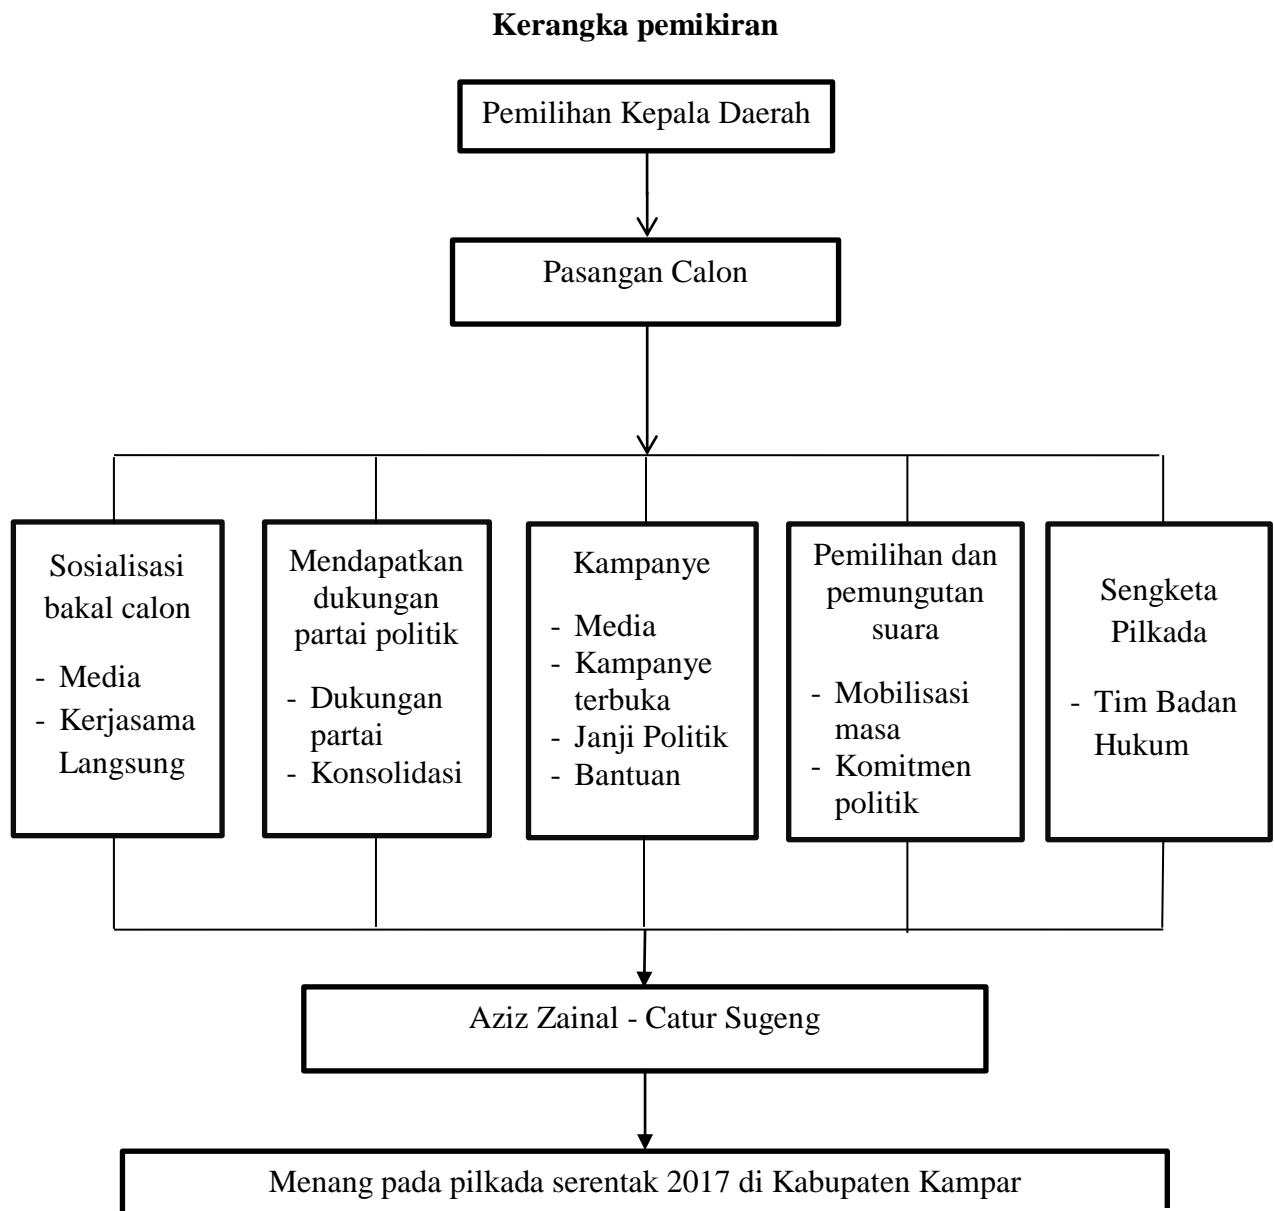 Kerangka pemikiran
Pemilihan Kepala Daerah
Pasangan Calon
Sosialisasi
bakal calon
- Media
- Kerjasama
Langsung
Mendapatkan
dukungan
partai politik
- Dukungan
partai
- Konsolidasi
Kampanye
- Media
- Kampanye
terbuka
- Janji Politik
- Bantuan
Pemilihan dan
pemungutan
suara
- Mobilisasi
masa
- Komitmen
politik
Sengketa
Pilkada
- Tim Badan
Hukum
Aziz Zainal - Catur Sugeng
Menang pada pilkada serentak 2017 di Kabupaten Kampar